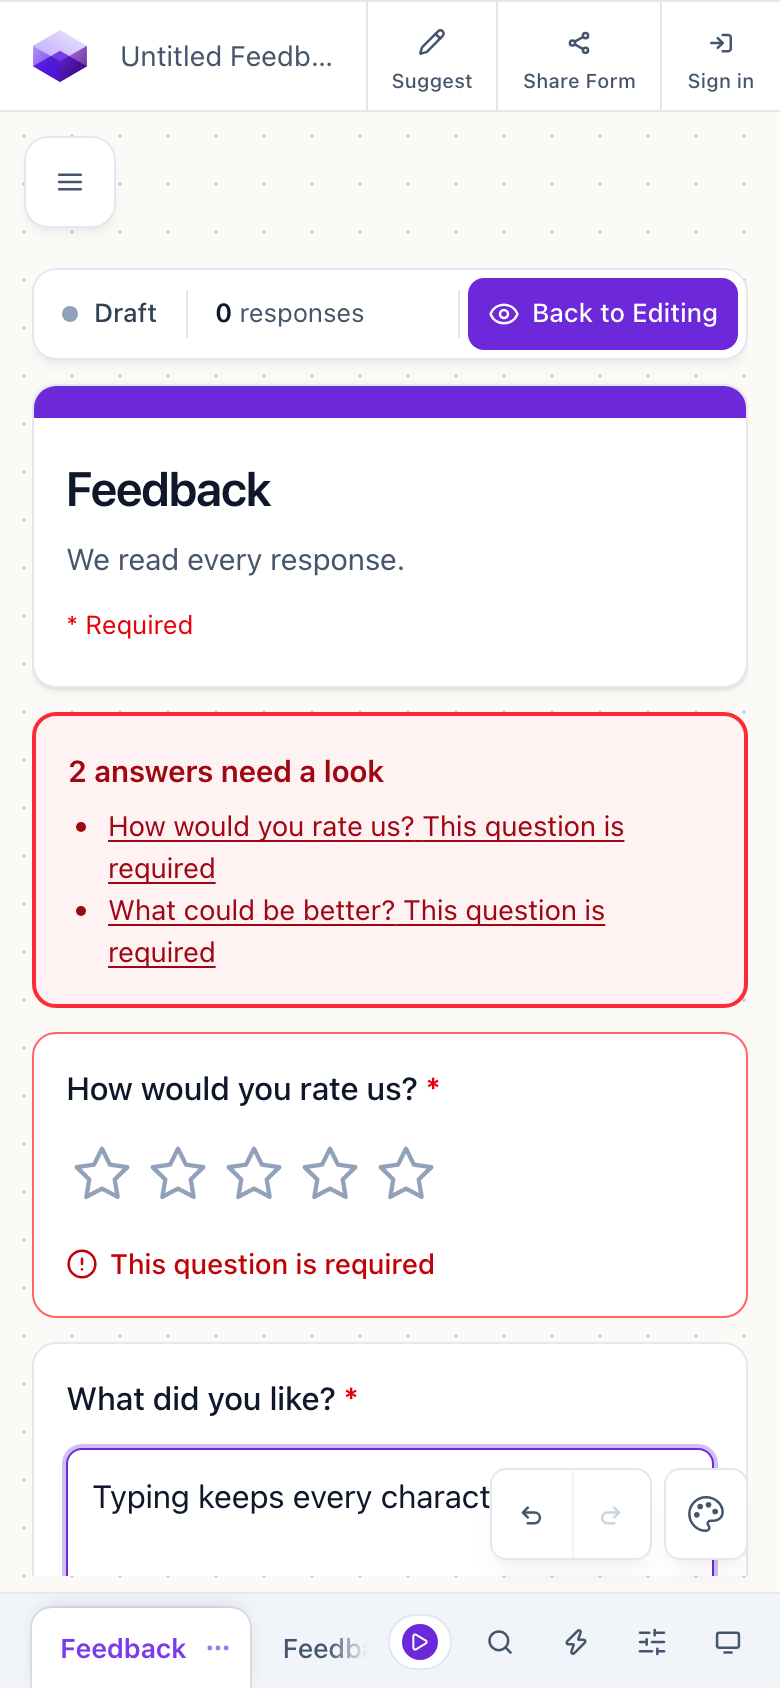 Untitled Feedb...
Suggest
Share Form
Sign in
Draft
0 responses
Back to Editing
Feedback
We read every response.
* Required
2 answers need a look
How would you rate us? This question is
required
What could be better? This question is
required
How would you rate us? *
This question is required
What did you like? *
Typing keeps every charact
Feedback
Feedba